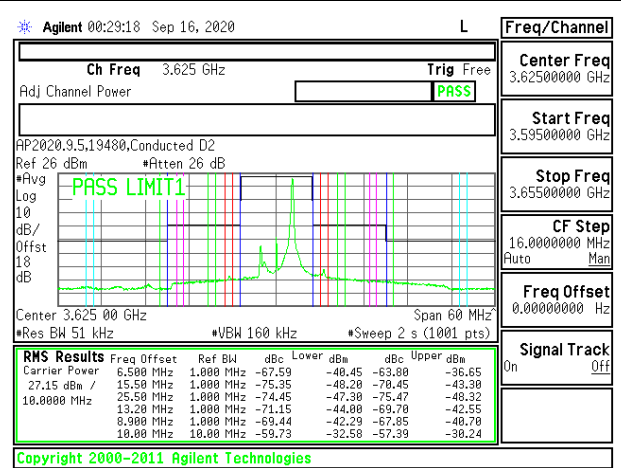 Agilent 00:29:18 Sep 16, 2020 L
Freq/Channel
Ch Freq 3.625 GHz Trig Free
Adj Channel Power PASS
AP2020.9.5,19480,Conducted D2
Ref 26 dBm #Atten 26 dB
#Avg
Log
10
dB/
Offst
18
dB
PASS LIMIT1
Center 3.625 00 GHz Span 60 MHz^
#Res BW 51 kHz #VBW 160 kHz #Sweep 2 s (1001 pts)
RMS Results Freq Offset Ref BW dBc Lower dBm dBc Upper dBm
Carrier Power 6.500 MHz 1.000 MHz -67.59 -40.45 -63.80 -36.65
27.15 dBm / 15.50 MHz 1.000 MHz -75.35 -48.20 -70.45 -43.30
10.0000 MHz 25.50 MHz 1.000 MHz -74.45 -47.30 -75.47 -48.32
13.20 MHz 1.000 MHz -71.15 -44.00 -69.70 -42.55
8.900 MHz 1.000 MHz -69.44 -42.29 -67.85 -40.70
10.00 MHz 10.00 MHz -59.73 -32.58 -57.39 -30.24
Copyright 2000-2011 Agilent Technologies
Center Freq
3.62500000 GHz
Start Freq
3.59500000 GHz
Stop Freq
3.65500000 GHz
CF Step
16.0000000 MHz
Auto Man
Freq Offset
0.00000000 Hz
Signal Track
On Off